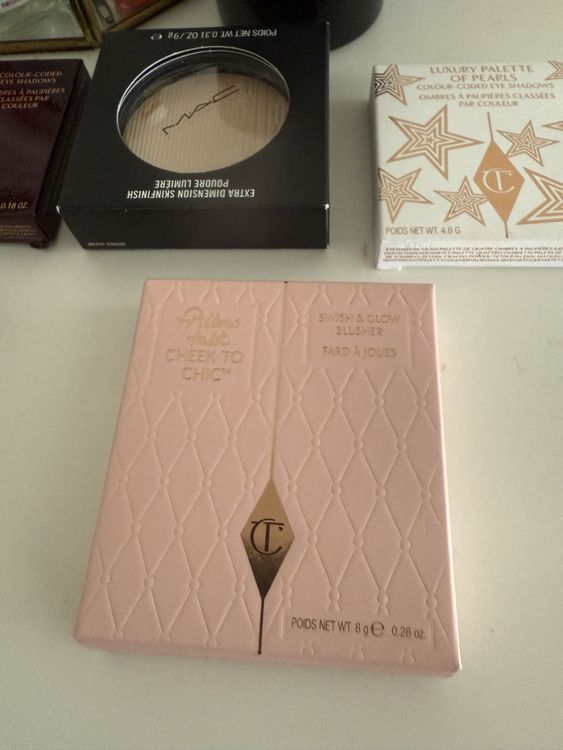 COLOUR-CODED
EYE SHADOWS
OMBRES À PAUPIÈRES
CLASSÉES PAR
COULEUR
0.18 OZ
POIDS NET/WT. 0.31 OZ/9g e
MAC
EXTRA DIMENSION SKINFINISH
POUDRE LUMIÈRE
LUXURY PALETTE
OF PEARLS
COLOUR-CODED EYE SHADOWS
OMBRES À PAUPIÈRES CLASSÉES
PAR COULEUR
CT
POIDS NET WT. 4.6 G
Pillow
talk
CHEEK TO
CHIC™
SWISH & GLOW
BLUSHER
FARD À JOUES
CT
POIDS NET WT. 8 g e 0.28 oz.